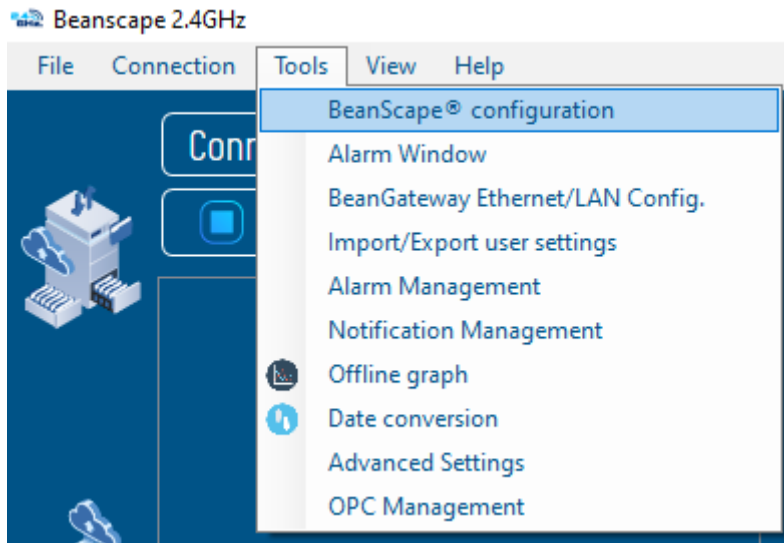 Beanscape 2.4GHz
File Connection Tools View Help
BeanScape® configuration
Alarm Window
BeanGateway Ethernet/LAN Config.
Import/Export user settings
Alarm Management
Notification Management
Offline graph
Date conversion
Advanced Settings
OPC Management